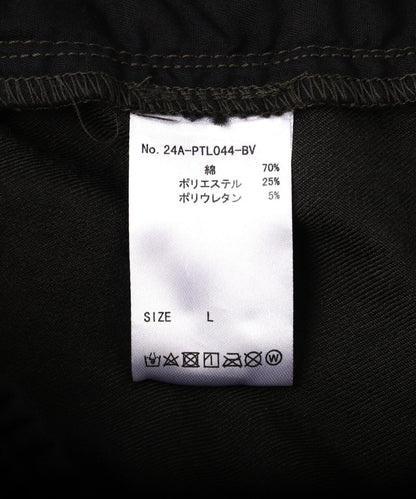 No. 24A-PTL044-BV
綿 70%
ポリエステル 25%
ポリウレタン 5%
SIZE L
W